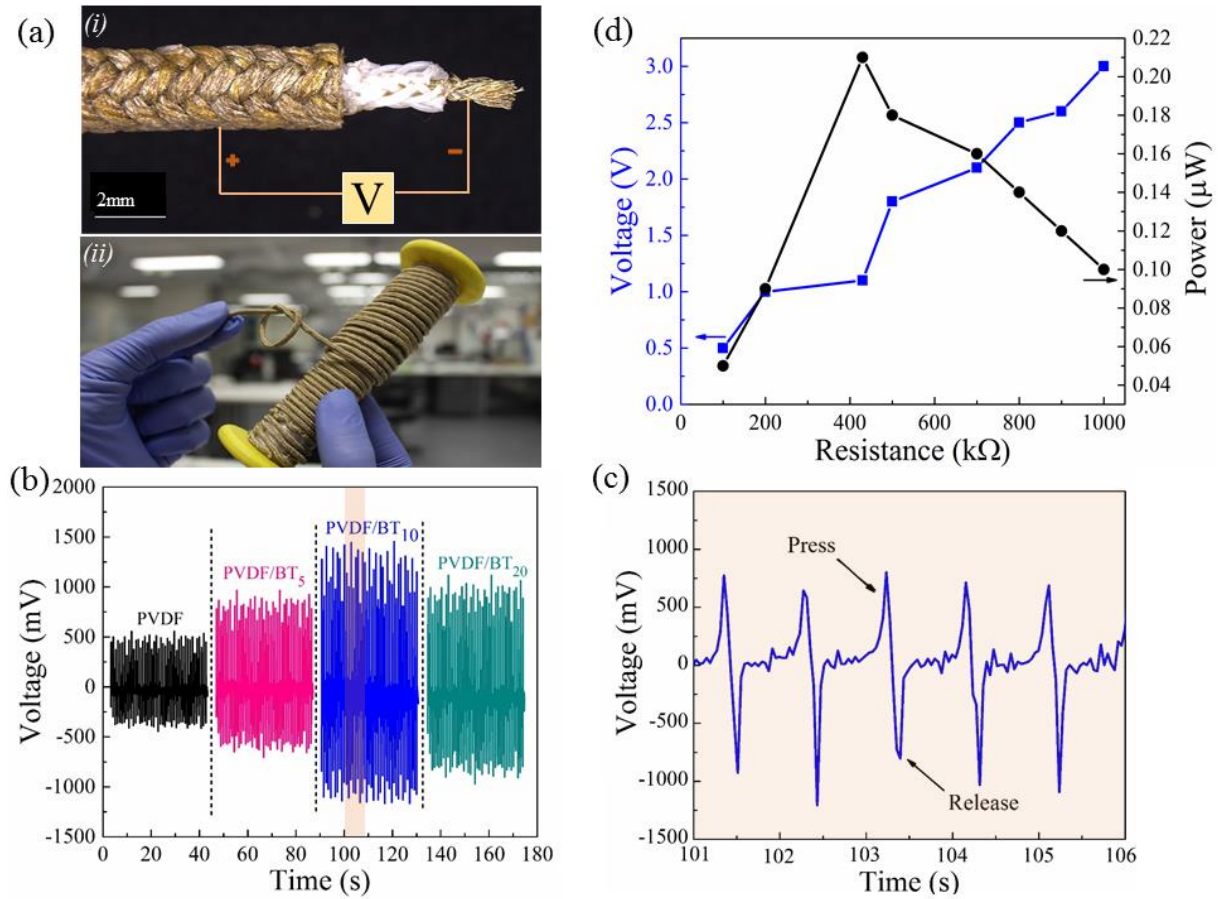 (a)
(i)
+
-
V
2mm
(ii)
(b)
2000
1500
1000
500
0
-500
-1000
-1500
Voltage (mV)
PVDF
PVDF/BT5
PVDF/BT10
PVDF/BT20
0 20 40 60 80 100 120 140 160 180
Time (s)
(d)
3.0
2.5
2.0
1.5
1.0
0.5
0.0
Voltage (V)
0.22
0.20
0.18
0.16
0.14
0.12
0.10
0.08
0.06
0.04
Power (µW)
0 200 400 600 800 1000
Resistance (kΩ)
(c)
1500
1000
500
0
-500
-1000
-1500
Voltage (mV)
Press
Release
101 102 103 104 105 106
Time (s)